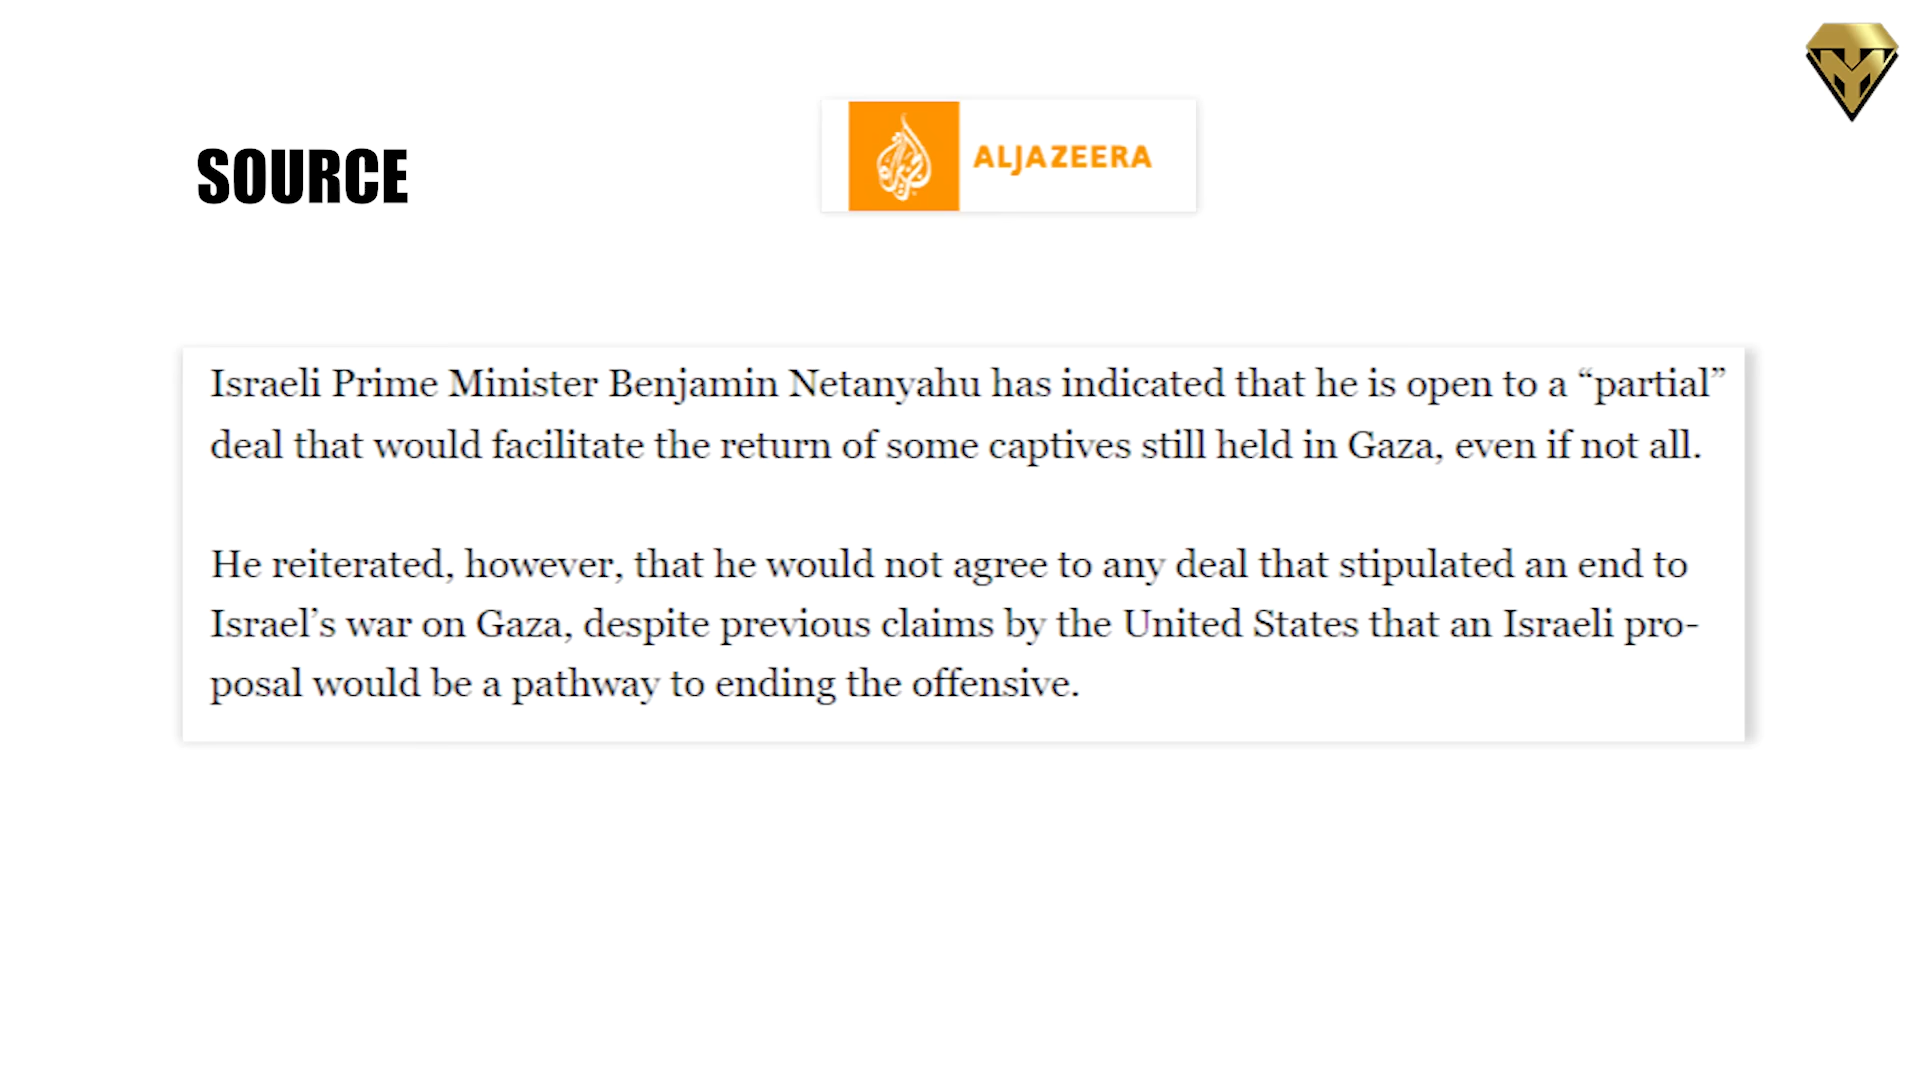 SOURCE
ALJAZEERA
Israeli Prime Minister Benjamin Netanyahu has indicated that he is open to a “partial”
deal that would facilitate the return of some captives still held in Gaza, even if not all.
He reiterated, however, that he would not agree to any deal that stipulated an end to
Israel’s war on Gaza, despite previous claims by the United States that an Israeli pro-
posal would be a pathway to ending the offensive.